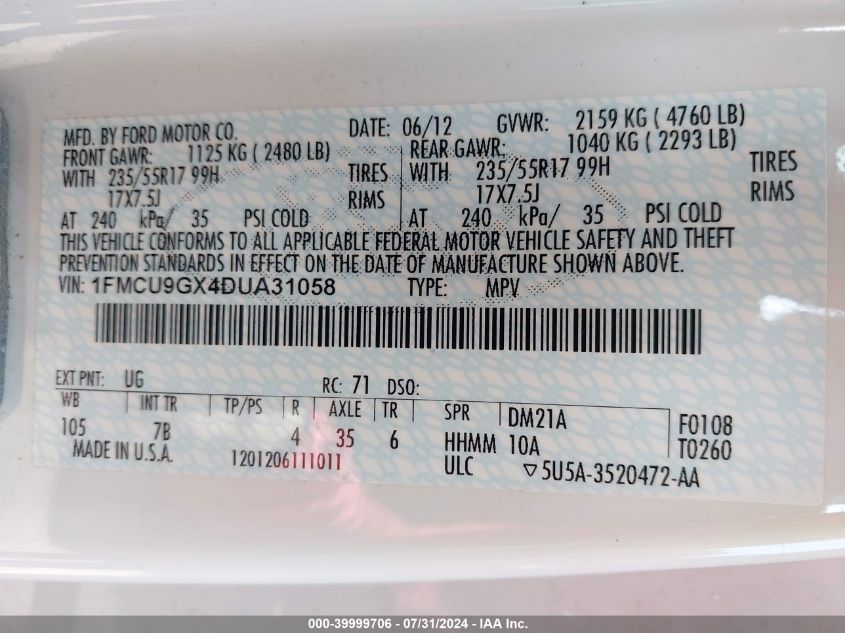 MFD. BY FORD MOTOR CO. DATE: 06/12 GVWR: 2159 KG ( 4760 LB)
FRONT GAWR: 1125 KG ( 2480 LB) REAR GAWR: 1040 KG ( 2293 LB)
WITH 235/55R17 99H TIRES WITH 235/55R17 99H TIRES
17X7.5J RIMS 17X7.5J RIMS
AT 240 kPa/ 35 PSI COLD AT 240 kPa/ 35 PSI COLD
THIS VEHICLE CONFORMS TO ALL APPLICABLE FEDERAL MOTOR VEHICLE SAFETY AND THEFT
PREVENTION STANDARDS IN EFFECT ON THE DATE OF MANUFACTURE SHOWN ABOVE.
VIN: 1FMCU9GX4DUA31058 TYPE: MPV
EXT PNT: UG RC: 71 DSO:
WB INT TR TP/PS R AXLE TR SPR DM21A F0108
105 7B 4 35 6 HHMM 10A T0260
MADE IN U.S.A. 1201206111011 ULC ▽5U5A-3520472-AA
000-39999706 - 07/31/2024 - IAA Inc.